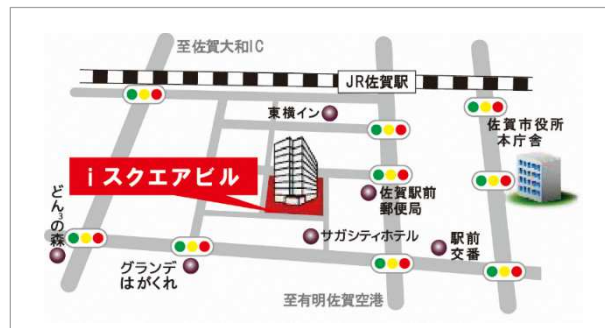 至佐賀大和IC
JR佐賀駅
東横イン
佐賀市役所
本庁舎
iスクエアビル
佐賀駅前
郵便局
どん3の森
サガシティホテル
駅前
交番
グランデ
はがくれ
至有明佐賀空港